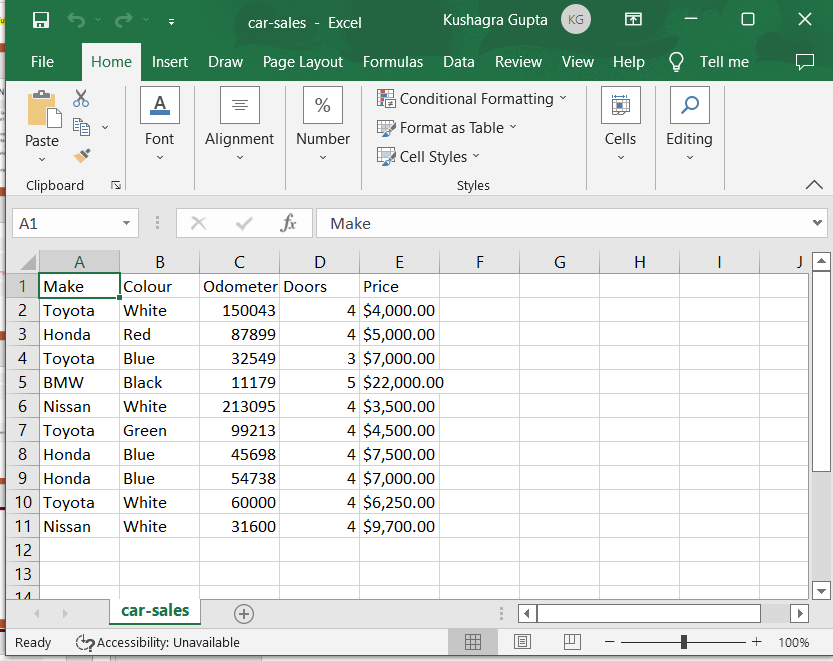 car-sales - Excel
Kushagra Gupta KG
File Home Insert Draw Page Layout Formulas Data Review View Help Tell me
Paste
Clipboard
A
Font
Alignment
%
Number
Conditional Formatting
Format as Table
Cell Styles
Styles
Cells
Editing
A1 fx Make
A B C D E F G H I J
1 Make Colour Odometer Doors Price
2 Toyota White 150043 4 $4,000.00
3 Honda Red 87899 4 $5,000.00
4 Toyota Blue 32549 3 $7,000.00
5 BMW Black 11179 5 $22,000.00
6 Nissan White 213095 4 $3,500.00
7 Toyota Green 99213 4 $4,500.00
8 Honda Blue 45698 4 $7,500.00
9 Honda Blue 54738 4 $7,000.00
10 Toyota White 60000 4 $6,250.00
11 Nissan White 31600 4 $9,700.00
12
13
14
car-sales
Ready Accessibility: Unavailable 100%